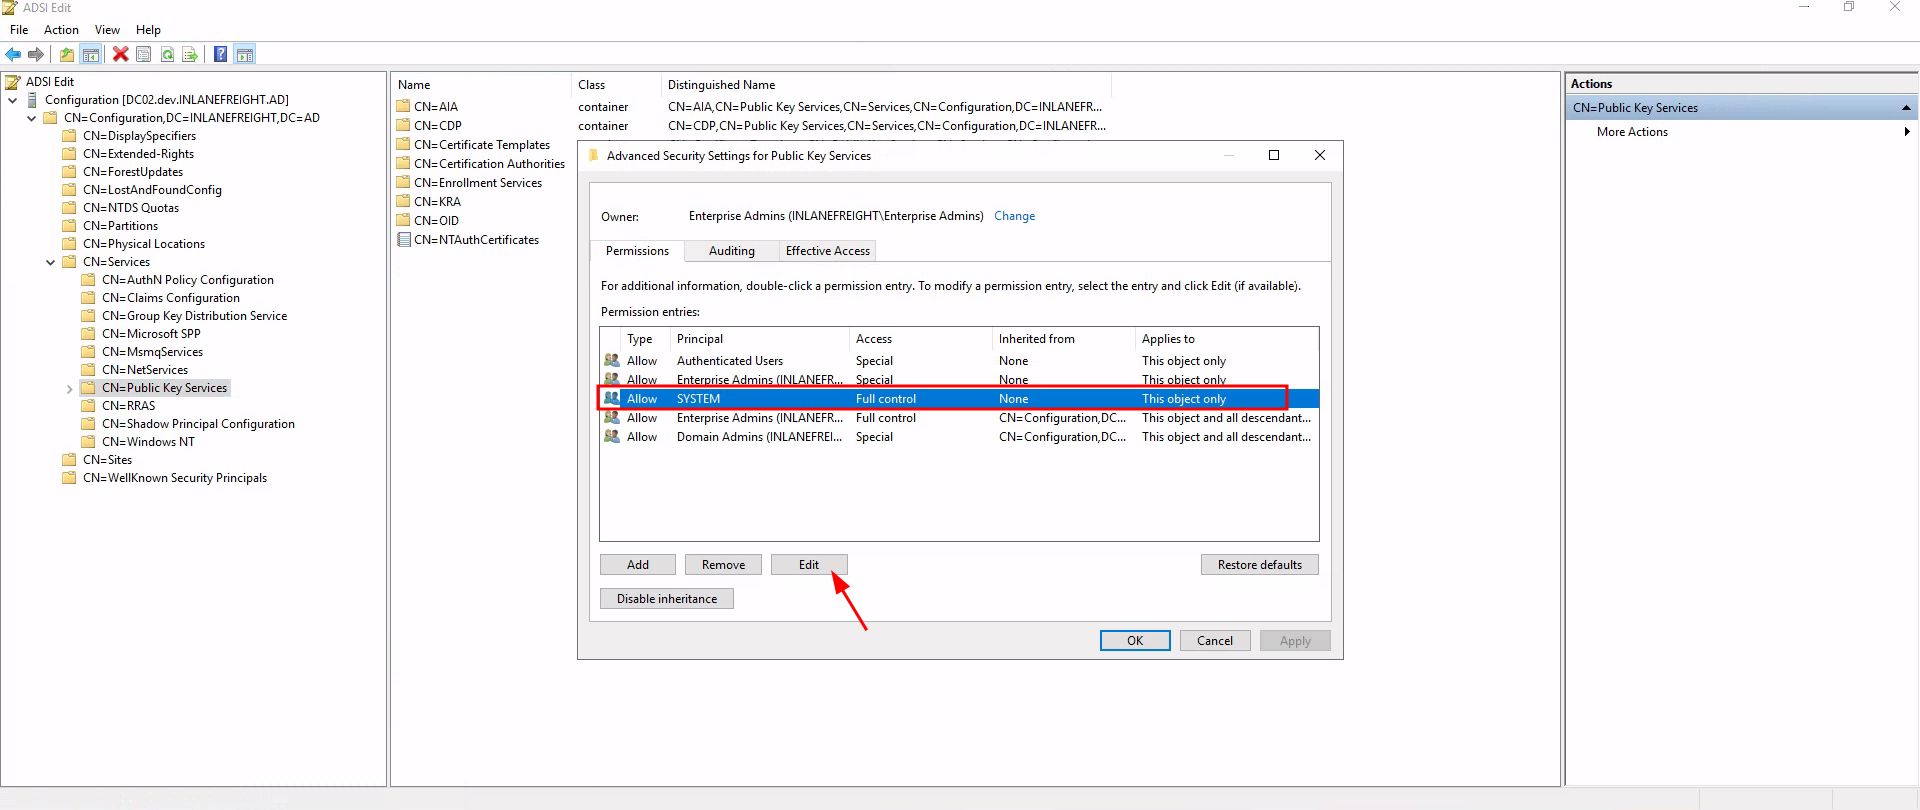 ADSI Edit
File Action View Help
ADSI Edit
Configuration [DC02.dev.INLANEFREIGHT.AD]
CN=Configuration,DC=INLANEFREIGHT,DC=AD
CN=DisplaySpecifiers
CN=Extended-Rights
CN=ForestUpdates
CN=LostAndFoundConfig
CN=NTDS Quotas
CN=Partitions
CN=Physical Locations
CN=Services
CN=AuthN Policy Configuration
CN=Claims Configuration
CN=Group Key Distribution Service
CN=Microsoft SPP
CN=MsmqServices
CN=NetServices
CN=Public Key Services
CN=RRAS
CN=Shadow Principal Configuration
CN=Windows NT
CN=Sites
CN=WellKnown Security Principals
Name Class Distinguished Name
CN=AIA container CN=AIA,CN=Public Key Services,CN=Services,CN=Configuration,DC=INLANEFR...
CN=CDP container CN=CDP,CN=Public Key Services,CN=Services,CN=Configuration,DC=INLANEFR...
CN=Certificate Templates
CN=Certification Authorities
CN=Enrollment Services
CN=KRA
CN=OID
CN=NTAuthCertificates
Advanced Security Settings for Public Key Services
Owner: Enterprise Admins (INLANEFREIGHT\Enterprise Admins) Change
Permissions Auditing Effective Access
For additional information, double-click a permission entry. To modify a permission entry, select the entry and click Edit (if available).
Permission entries:
Type Principal Access Inherited from Applies to
Allow Authenticated Users Special None This object only
Allow Enterprise Admins (INLANEFR... Special None This object only
Allow SYSTEM Full control None This object only
Allow Enterprise Admins (INLANEFR... Full control CN=Configuration,DC... This object and all descendant...
Allow Domain Admins (INLANEFREI... Special CN=Configuration,DC... This object and all descendant...
Add Remove Edit Restore defaults
Disable inheritance
OK Cancel Apply
Actions
CN=Public Key Services
More Actions